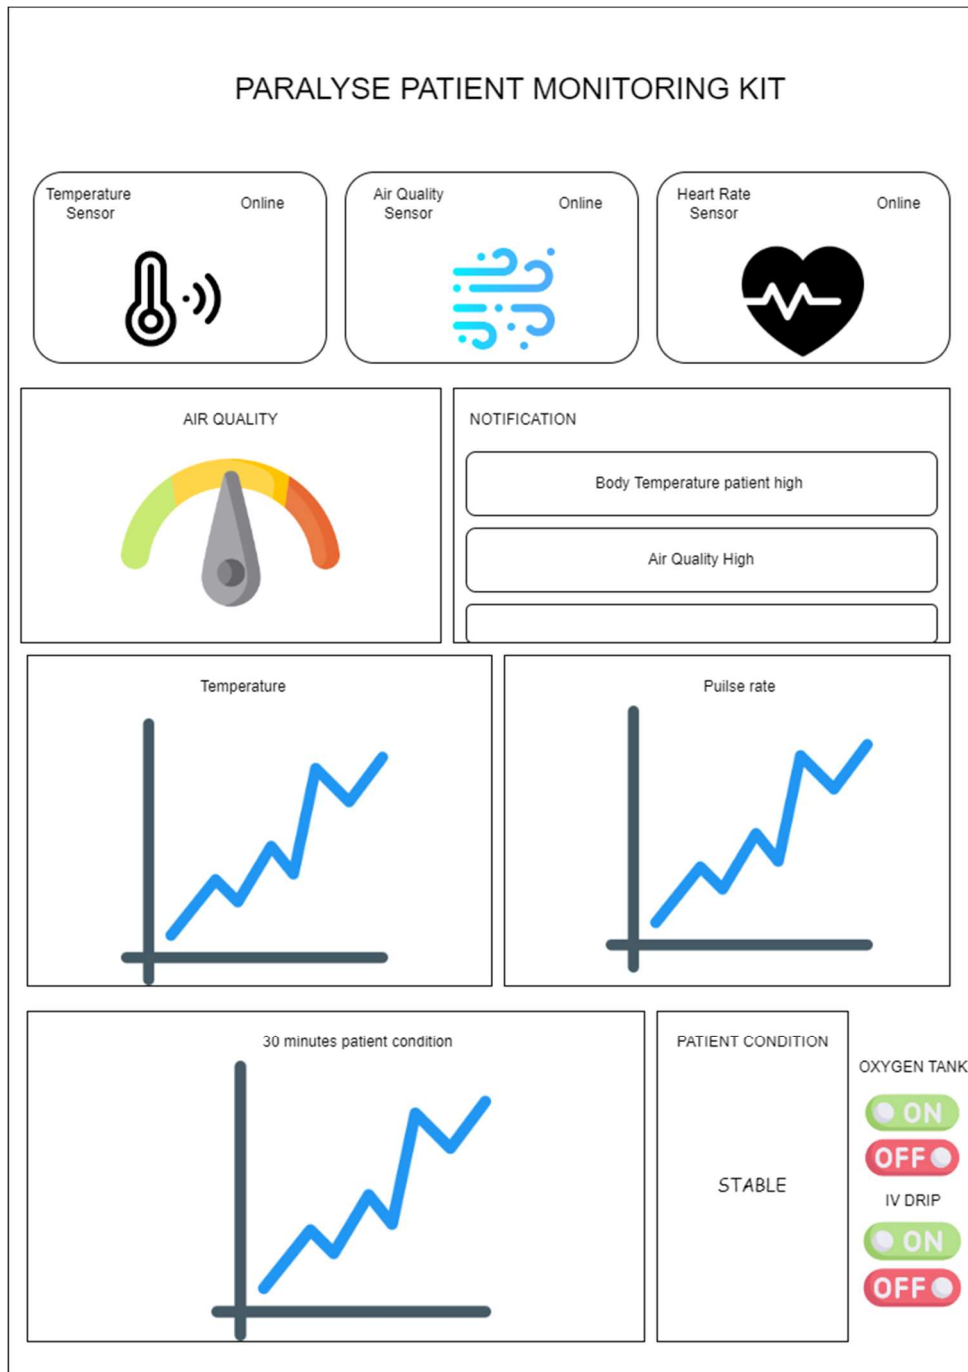 PARALYSE PATIENT MONITORING KIT
Temperature
Sensor
Online
Air Quality
Sensor
Online
Heart Rate
Sensor
Online
AIR QUALITY
NOTIFICATION
Body Temperature patient high
Air Quality High
Temperature
Puilse rate
30 minutes patient condition
PATIENT CONDITION
STABLE
OXYGEN TANK
ON
OFF
IV DRIP
ON
OFF